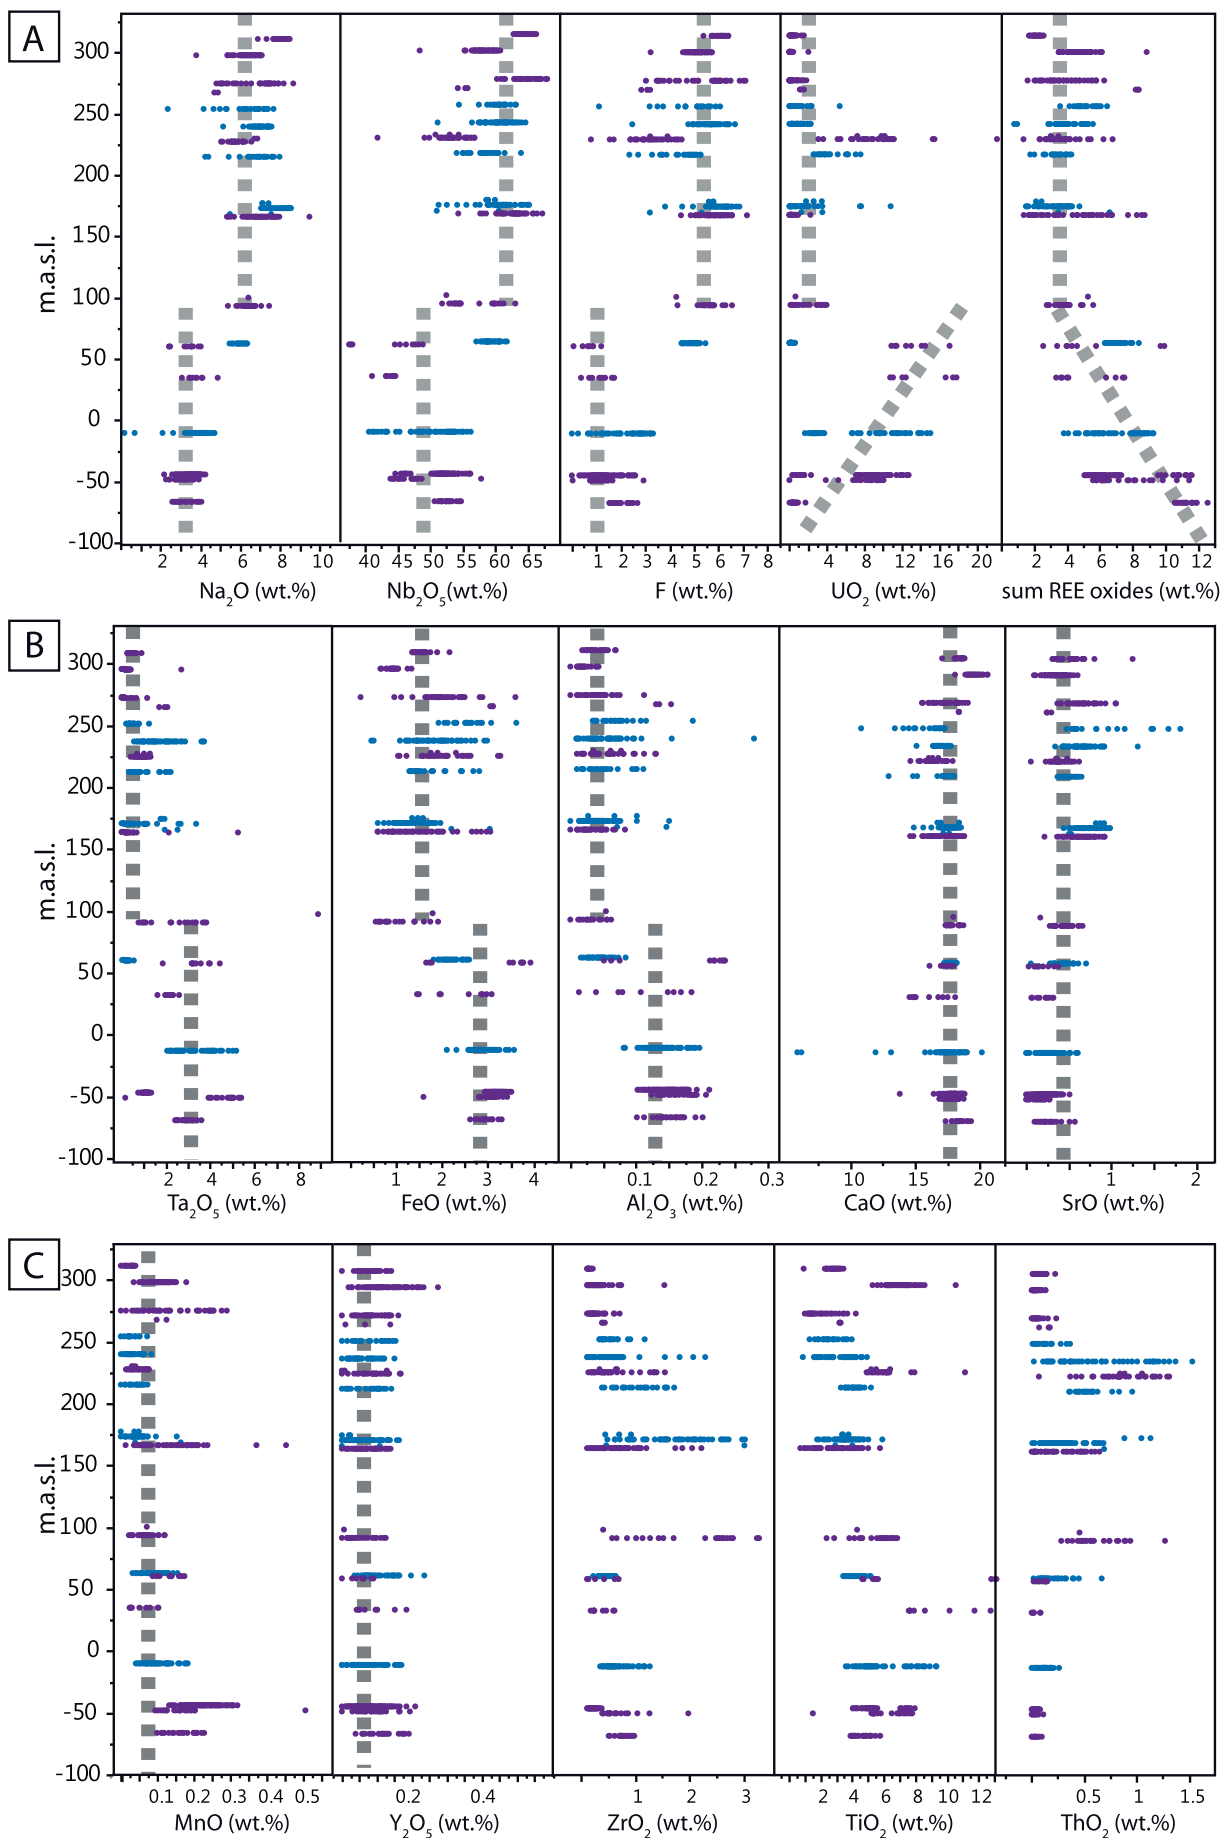 A
300
250
200
150
100
50
0
-50
-100
m.a.s.l.
2 4 6 8 10
40 45 50 55 60 65
1 2 3 4 5 6 7 8
4 8 12 16 20
2 4 6 8 10 12
Na2O (wt.%)
Nb2O5(wt.%)
F (wt.%)
UO2 (wt.%)
sum REE oxides (wt.%)
B
300
250
200
150
100
50
0
-50
-100
m.a.s.l.
2 4 6 8
1 2 3 4
0.1 0.2 0.3
10 15 20
1 2
Ta2O5 (wt.%)
FeO (wt.%)
Al2O3 (wt.%)
CaO (wt.%)
SrO (wt.%)
C
300
250
200
150
100
50
0
-50
-100
m.a.s.l.
0.1 0.2 0.3 0.4 0.5
0.2 0.4
1 2 3
2 4 6 8 10 12
0.5 1 1.5
MnO (wt.%)
Y2O5 (wt.%)
ZrO2 (wt.%)
TiO2 (wt.%)
ThO2 (wt.%)